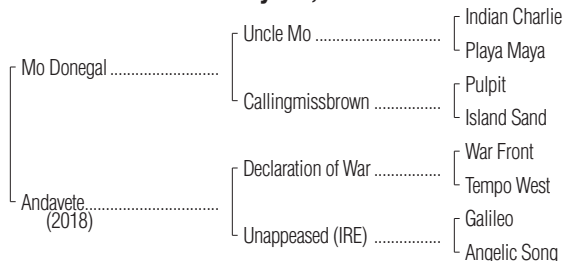 Indian Charlie
Uncle Mo
Playa Maya
Mo Donegal
Pulpit
Callingmissbrown
Island Sand
War Front
Declaration of War
Tempo West
Andavete
(2018)
Galileo
Unappeased (IRE)
Angelic Song